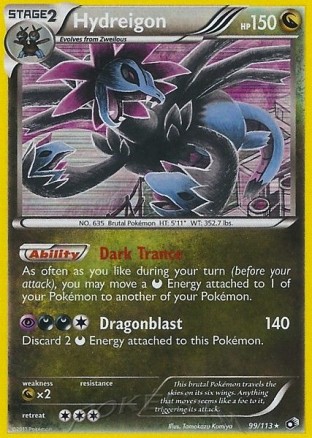 STAGE2
Hydreigon
HP150
Evolves from Zweilous
NO. 635 Brutal Pokémon HT: 5'11" WT: 352.7 lbs.
Ability Dark Trance
As often as you like during your turn (before your
attack), you may move a Energy attached to 1 of
your Pokémon to another of your Pokémon.
Dragonblast 140
Discard 2 Energy attached to this Pokémon.
weakness resistance
×2
retreat
This brutal Pokémon travels the
skies on its six wings. Anything
that moves seems like a foe to it,
triggering its attack.
Illus. Tomokazu Komiya
99/113★